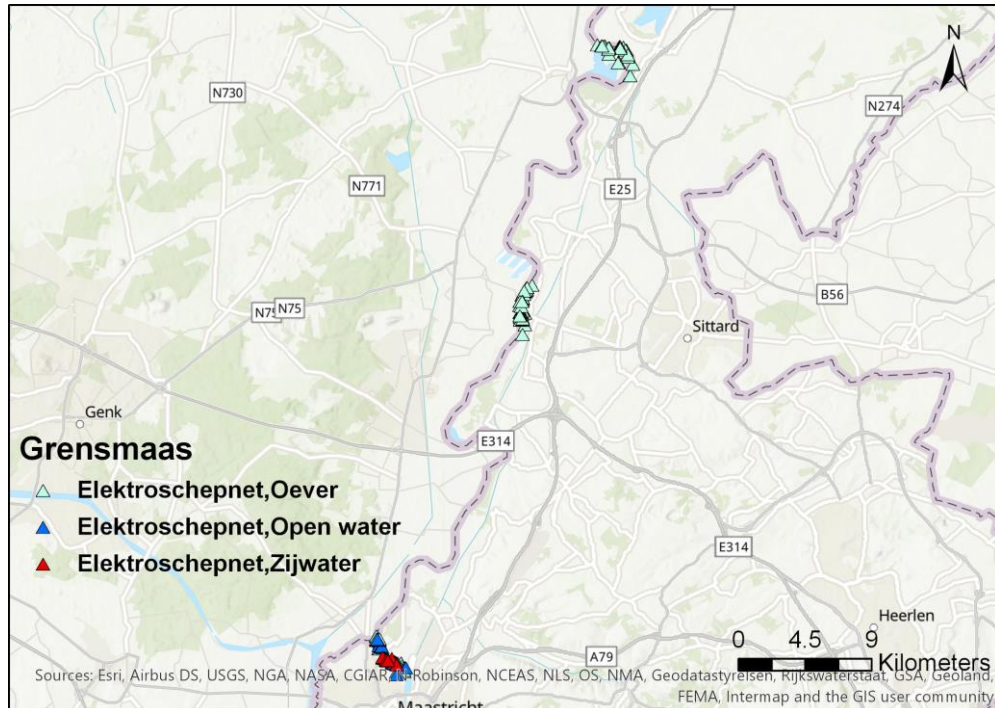 N
N730
N274
N771
E25
B56
N75
N75
Sittard
Genk
E314
Grensmaas
Elektroschepnet,Oever
Elektroschepnet,Open water
Elektroschepnet,Zijwater
E314
Heerlen
0 4.5 9
Kilometers
A79
Sources: Esri, Airbus DS, USGS, NGA, NASA, CGIAR, N Robinson, NCEAS, NLS, OS, NMA, Geodatastyrelsen, Rijkswaterstaat, GSA, Geoland,
FEMA, Intermap and the GIS user community
Maastricht